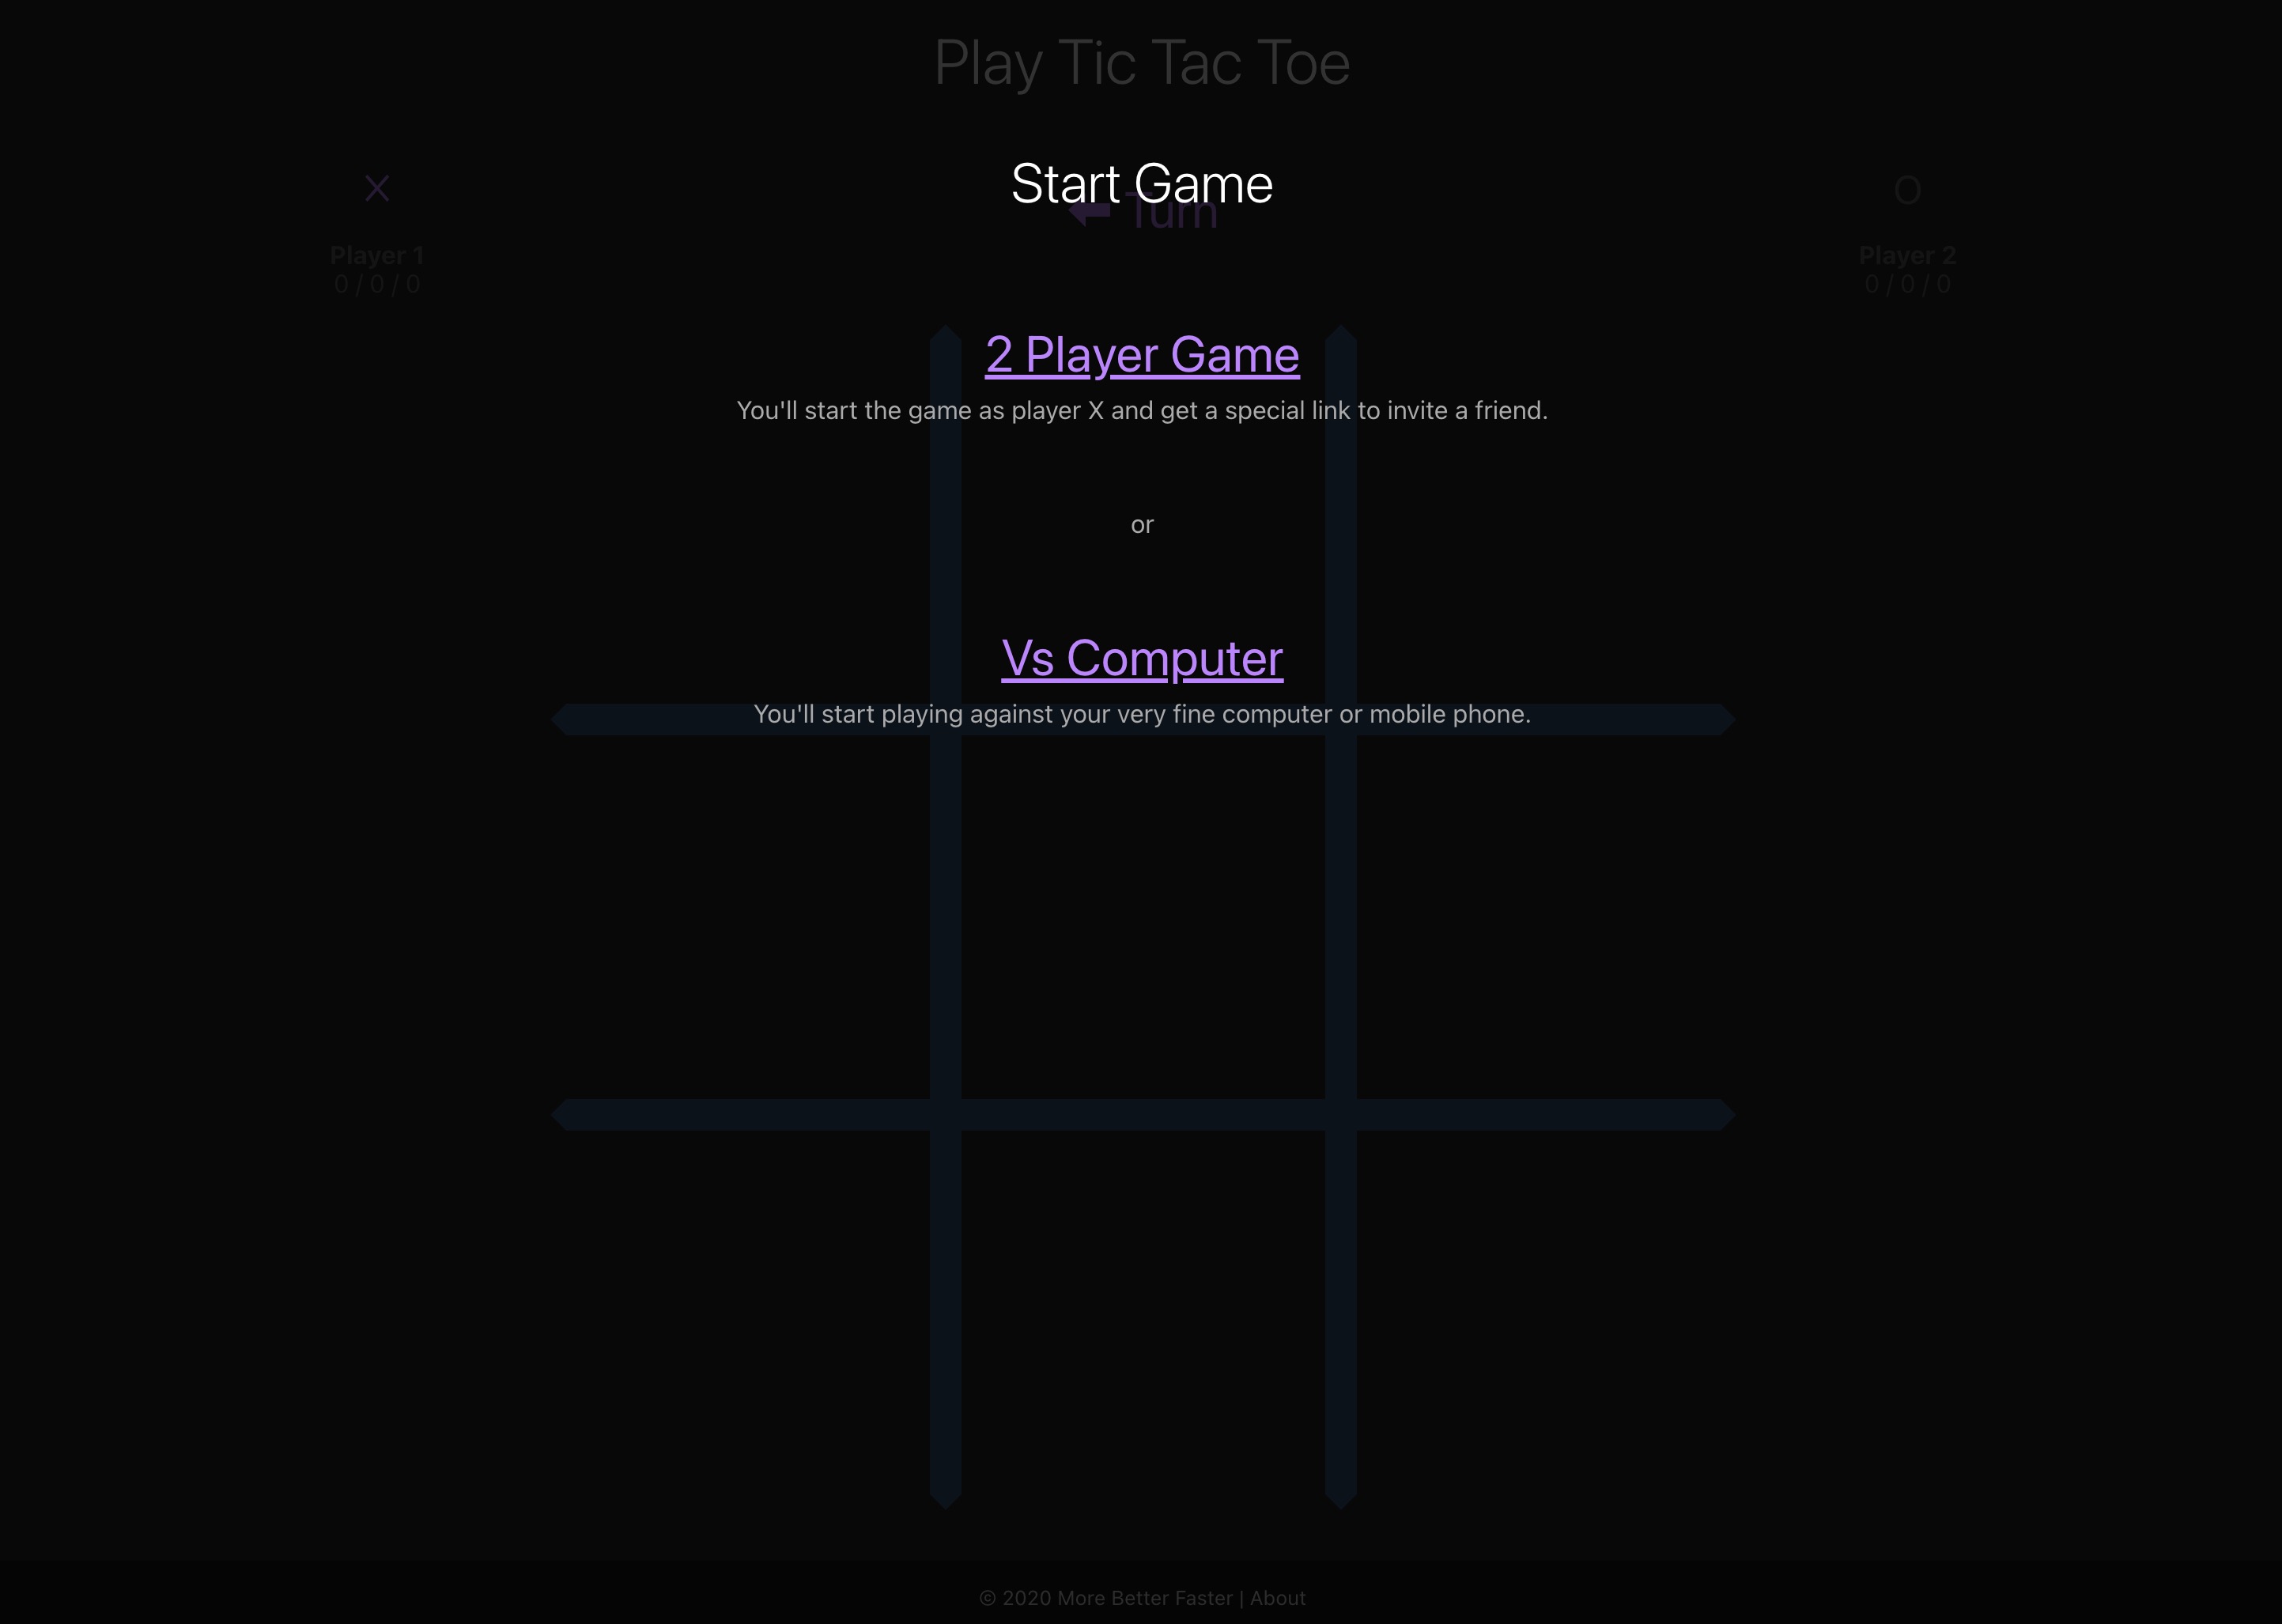 Play Tic Tac Toe
Start Game
X
Turn
O
Player 1
0 / 0 / 0
Player 2
0 / 0 / 0
2 Player Game
You'll start the game as player X and get a special link to invite a friend.
or
Vs Computer
You'll start playing against your very fine computer or mobile phone.
© 2020 More Better Faster | About